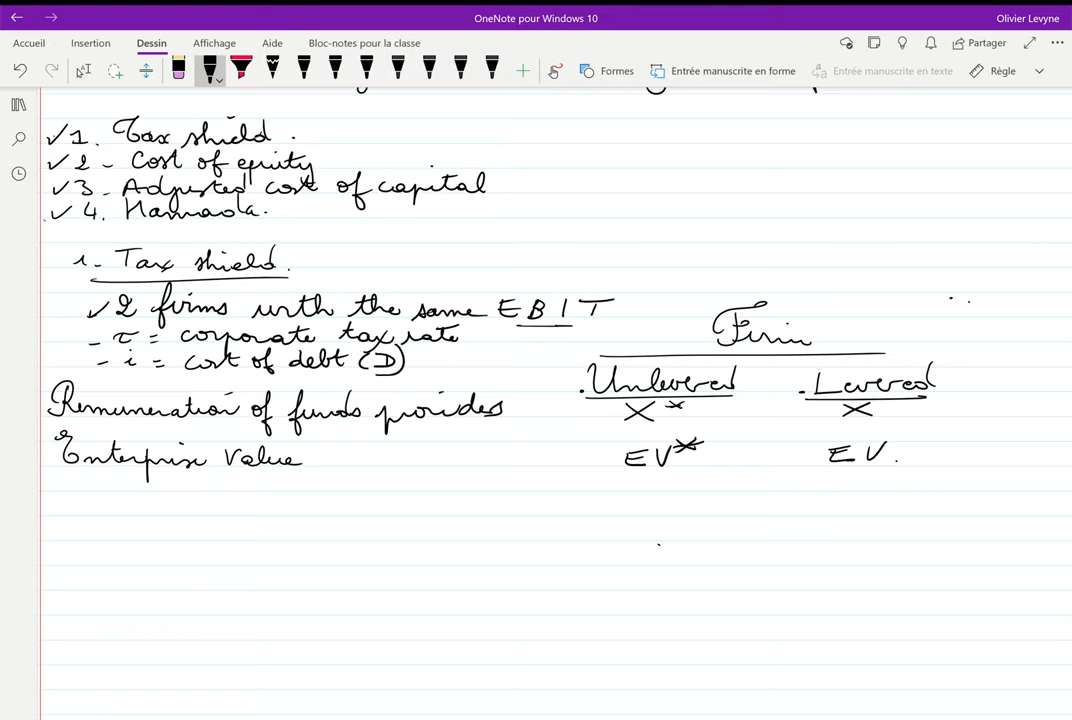 OneNote pour Windows 10
Olivier Levyne
Accueil Insertion Dessin Affichage Aide Bloc-notes pour la classe Partager
Formes Entrée manuscrite en forme Entrée manuscrite en texte Règle
✓1. Tax shield.
✓2- Cost of equity
✓3- Adjusted cost of capital
✓4. Hamada.
1- Tax shield.
✓2 firms with the same EBIT
- τ = corporate tax rate
- i = cost of debt (D)
Firm
Unlevered Levered
Remuneration of funds provides X* X
Enterprise Value EV* EV.